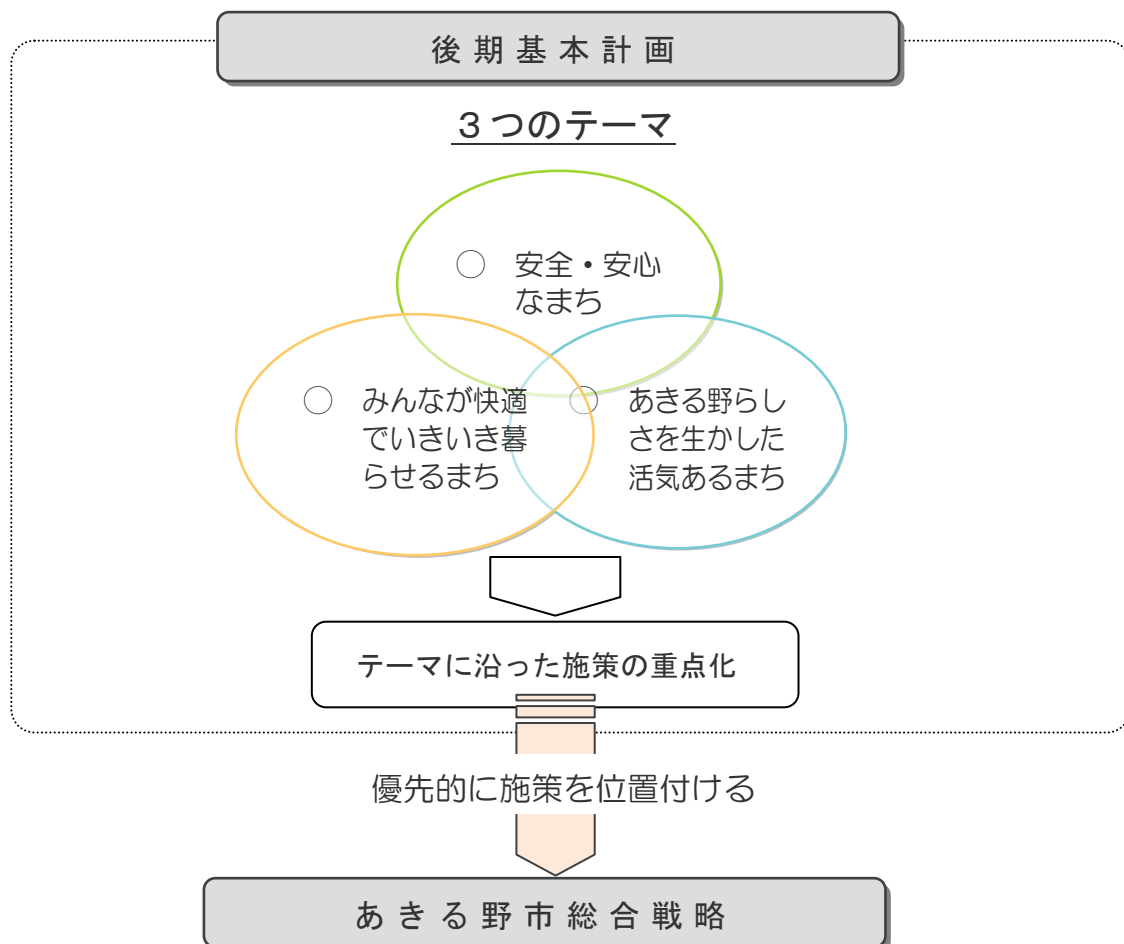 後期基本計画
3つのテーマ
○ 安全・安心
なまち
○ みんなが快適
でいきいき暮
らせるまち
○ あきる野らし
さを生かした
活気あるまち
テーマに沿った施策の重点化
優先的に施策を位置付ける
あきる野市総合戦略